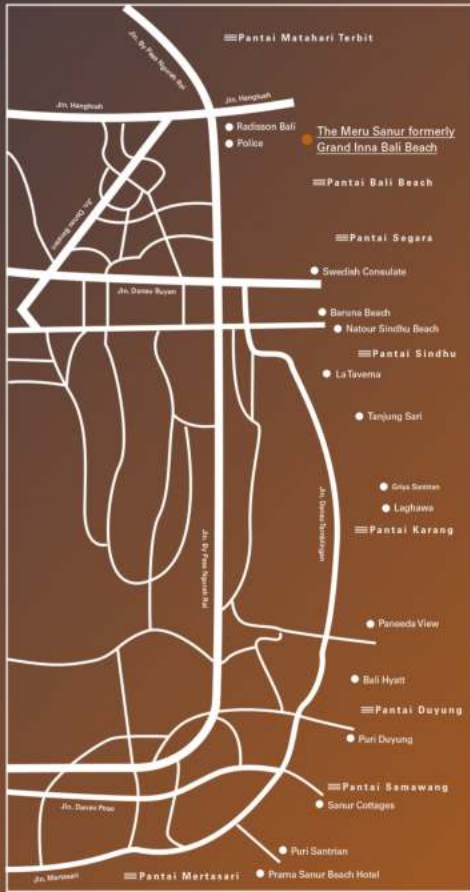 Pantai Matahari Terbit
Jln. By Pass Ngurah Rai
Jln. Hangtuah
Jln. Hangtuah
Radisson Bali
Police
The Meru Sanur formerly
Grand Inna Bali Beach
Pantai Bali Beach
Pantai Segara
Swedish Consulate
Jln. Danau Buyan
Baruna Beach
Natour Sindhu Beach
Pantai Sindhu
La Taverna
Tanjung Sari
Griya Santrian
Laghawa
Pantai Karang
Jln. Danau Tamblingan
Jln. By Pass Ngurah Rai
Paneeda View
Bali Hyatt
Pantai Duyung
Puri Duyung
Pantai Samawang
Jln. Danau Poso
Sanur Cottages
Puri Santrian
Jln. Mertasari
Pantai Mertasari
Prama Sanur Beach Hotel